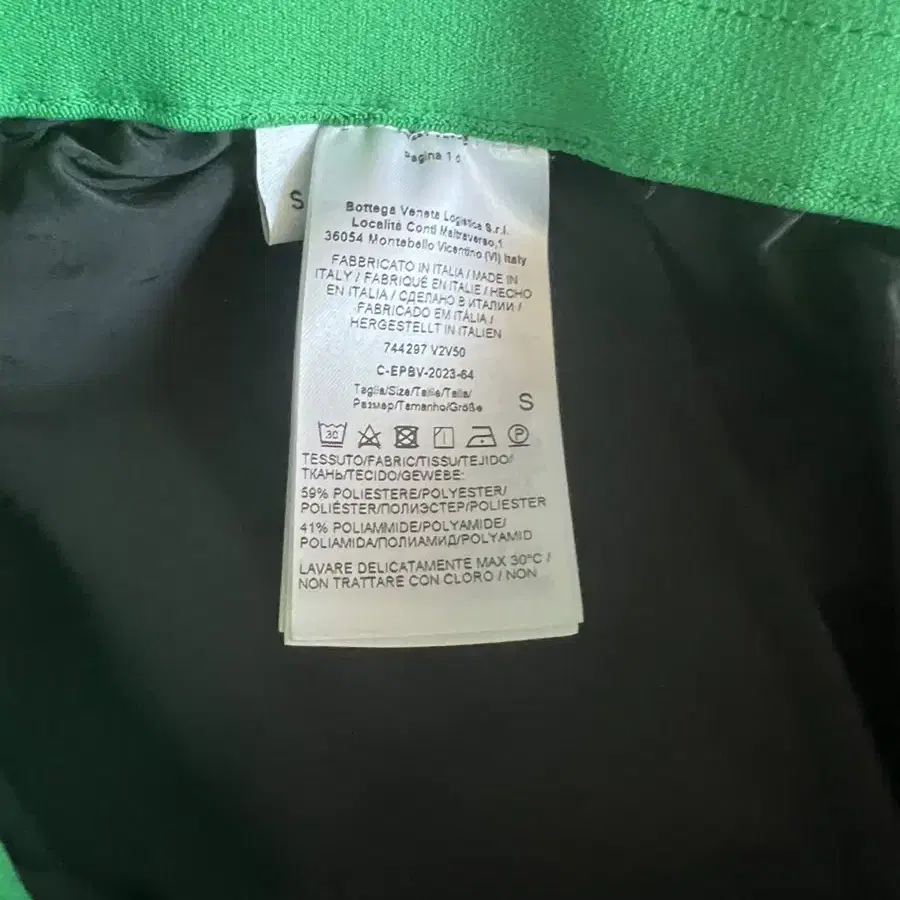 Pagina 1 d
S
Bottega Veneta Logistica S.r.l.
Località Conti Maltraverso,1
36054 Montebello Vicentino (VI) Italy
FABBRICATO IN ITALIA / MADE IN
ITALY / FABRIQUÉ EN ITALIE / HECHO
EN ITALIA / СДЕЛАНО В ИТАЛИИ /
FABRICADO EM ITÁLIA /
HERGESTELLT IN ITALIEN
744297 V2V50
C-EPBV-2023-64
Taglia/Size/Taille/Talla/
Размер/Tamanho/Größe S
30 P
TESSUTO/FABRIC/TISSU/TEJIDO/
ТКАНЬ/TECIDO/GEWEBE:
59% POLIESTERE/POLYESTER/
POLIÉSTER/ПОЛИЭСТЕР/POLYESTER
41% POLIAMMIDE/POLYAMIDE/
POLIAMIDA/ПОЛИАМИД/POLYAMID
LAVARE DELICATAMENTE MAX 30°C /
NON TRATTARE CON CLORO / NON